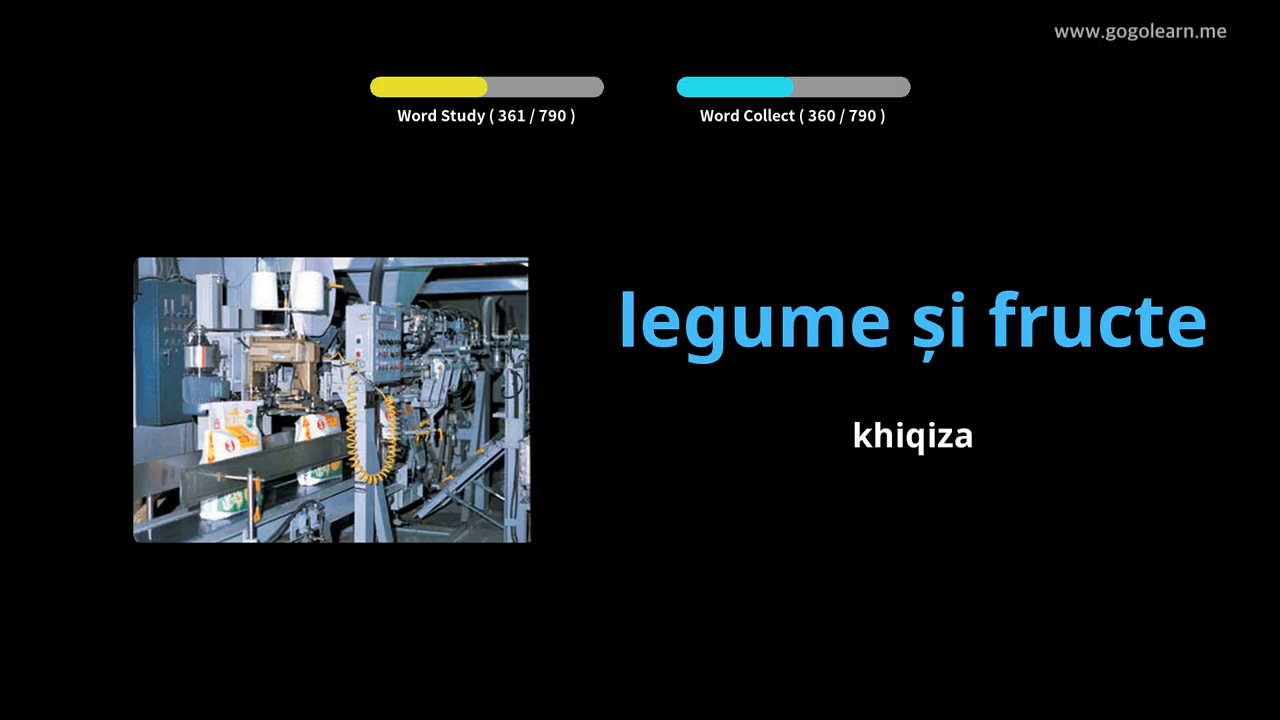 www.gogolearn.me
Word Study ( 361 / 790 )
Word Collect ( 360 / 790 )
legume și fructe
khiqiza